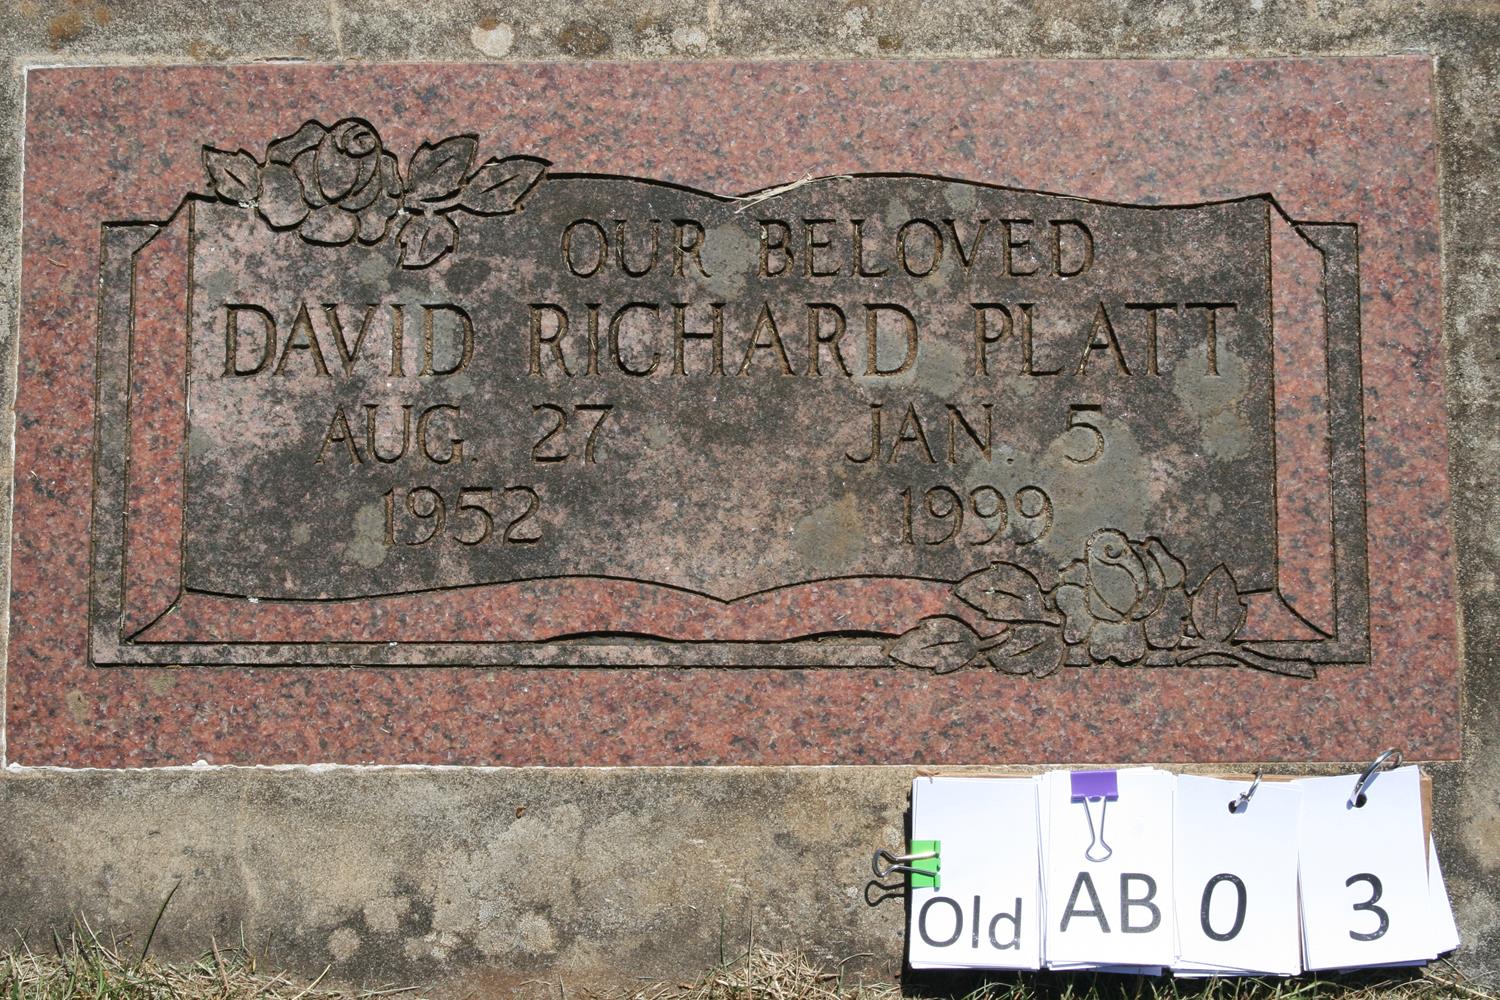 OUR BELOVED
DAVID RICHARD PLATT
AUG. 27 JAN. 5
1952 1999
Old AB 0 3